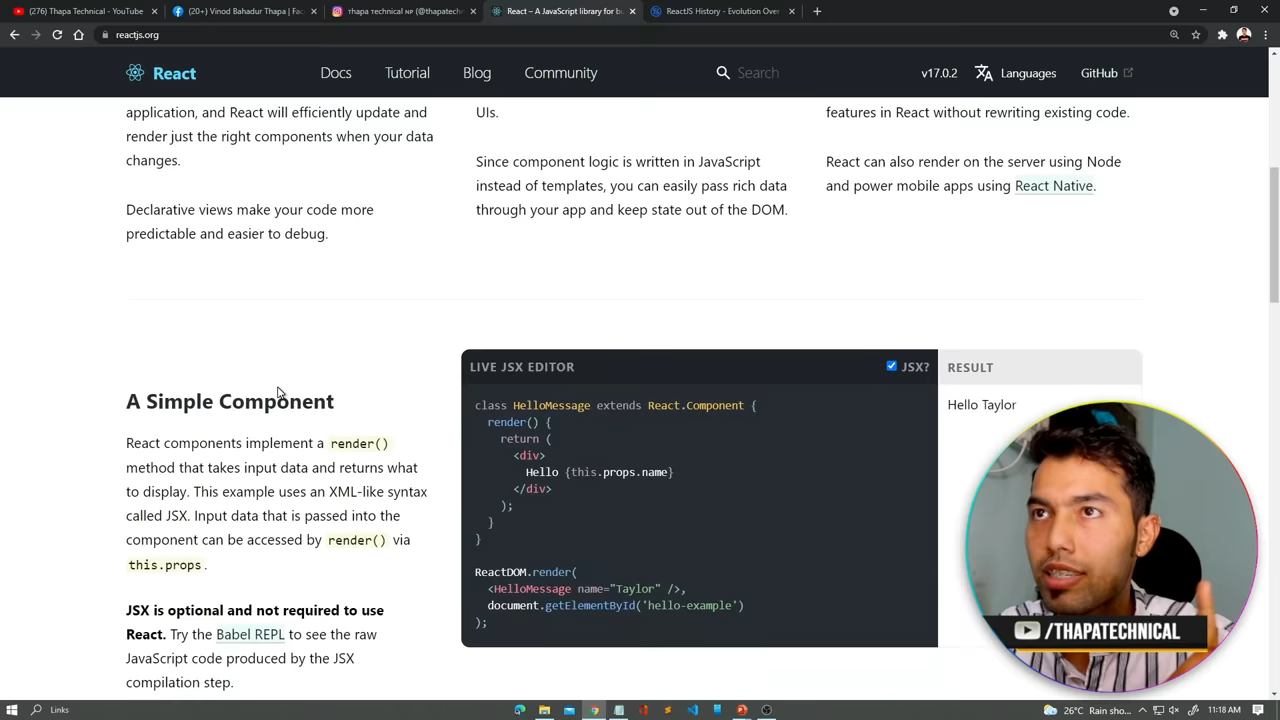 (276) Thapa Technical - YouTube
(20+) Vinod Bahadur Thapa | Fac
थापा टेक्निकल NP (@thapatechn
React – A JavaScript library for b
ReactJS History - Evolution Over
reactjs.org
React
Docs
Tutorial
Blog
Community
Search
v17.0.2
Languages
GitHub
application, and React will efficiently update and
render just the right components when your data
changes.
Declarative views make your code more
predictable and easier to debug.
UIs.
Since component logic is written in JavaScript
instead of templates, you can easily pass rich data
through your app and keep state out of the DOM.
features in React without rewriting existing code.
React can also render on the server using Node
and power mobile apps using React Native.
A Simple Component
React components implement a render()
method that takes input data and returns what
to display. This example uses an XML-like syntax
called JSX. Input data that is passed into the
component can be accessed by render() via
this.props.
JSX is optional and not required to use
React. Try the Babel REPL to see the raw
JavaScript code produced by the JSX
compilation step.
LIVE JSX EDITOR
JSX?
class HelloMessage extends React.Component {
render() {
return (
<div>
Hello {this.props.name}
</div>
);
}
}
ReactDOM.render(
<HelloMessage name="Taylor" />,
document.getElementById('hello-example')
);
RESULT
Hello Taylor
/THAPATECHNICAL
Links
26°C Rain sho...
11:18 AM